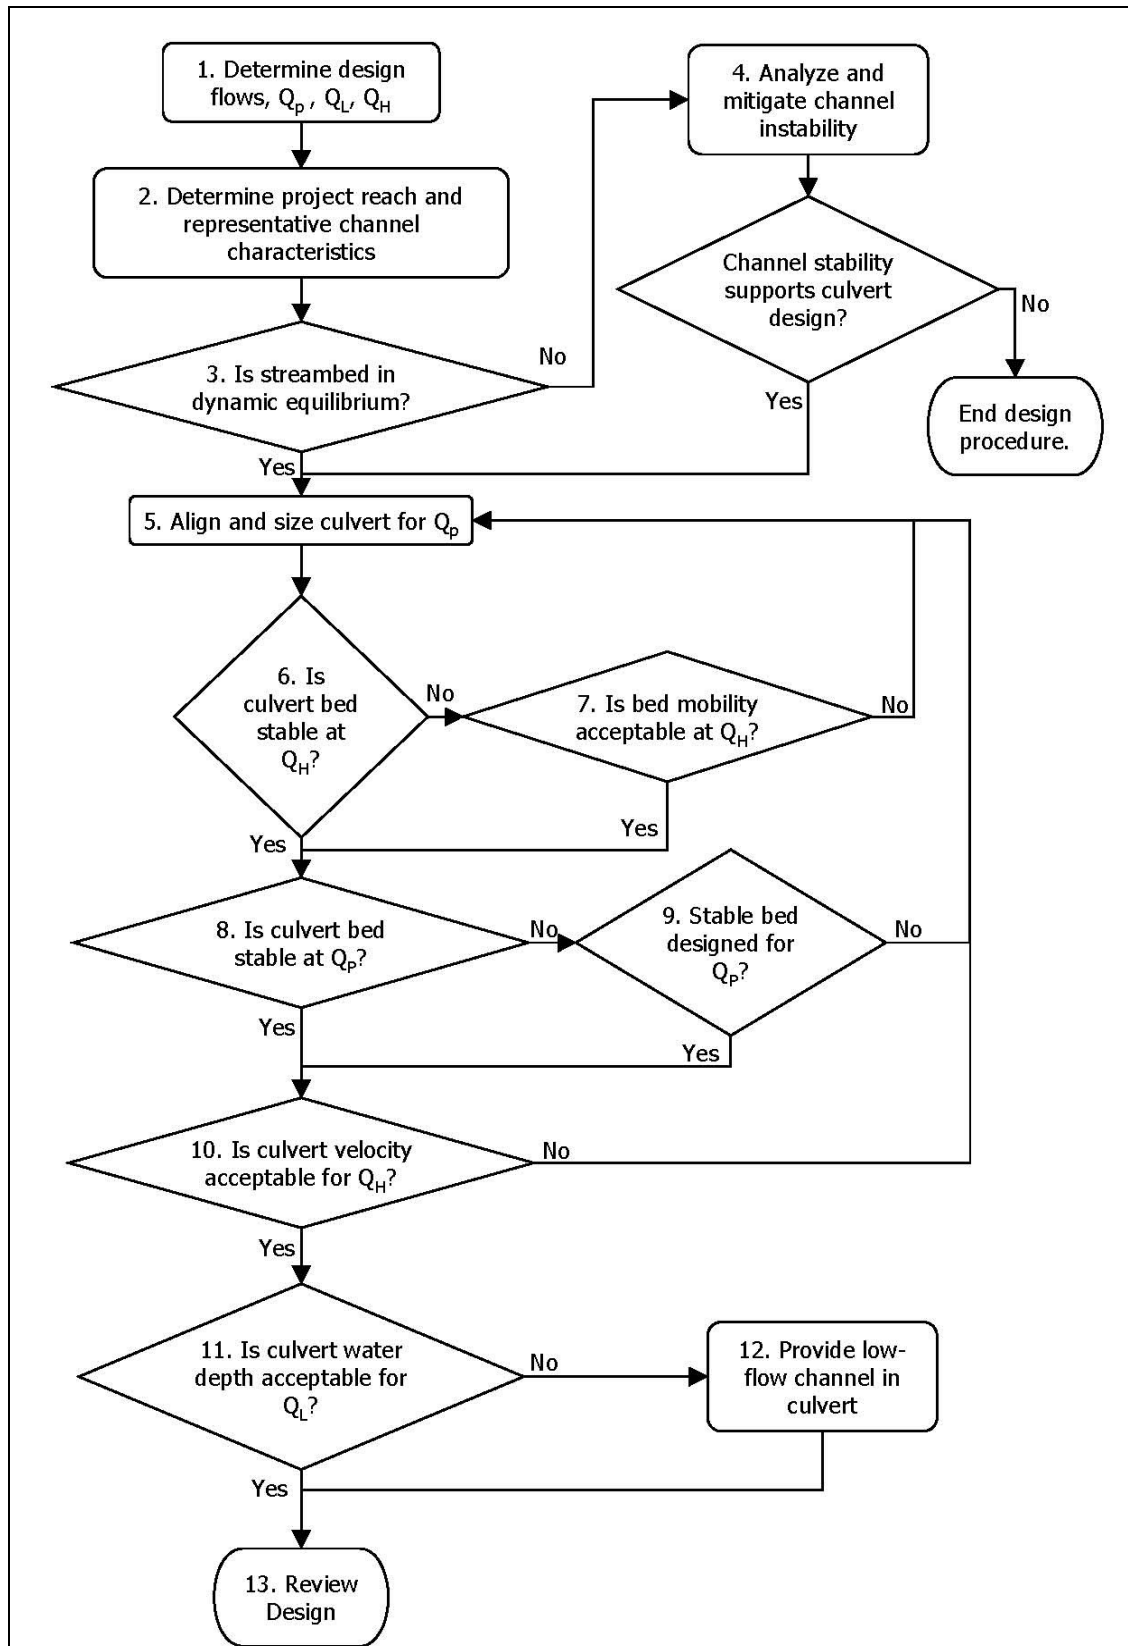 1. Determine design
flows, Qp , QL, QH
4. Analyze and
mitigate channel
instability
2. Determine project reach and
representative channel
characteristics
Channel stability
supports culvert
design?
No
No
3. Is streambed in
dynamic equilibrium?
Yes
End design
procedure.
Yes
5. Align and size culvert for Qp
6. Is
culvert bed
stable at
QH?
No
7. Is bed mobility
acceptable at QH?
No
Yes
Yes
8. Is culvert bed
stable at QP?
No
9. Stable bed
designed for
QP?
No
Yes
Yes
10. Is culvert velocity
acceptable for QH?
No
Yes
11. Is culvert water
depth acceptable for
QL?
No
12. Provide low-
flow channel in
culvert
Yes
13. Review
Design